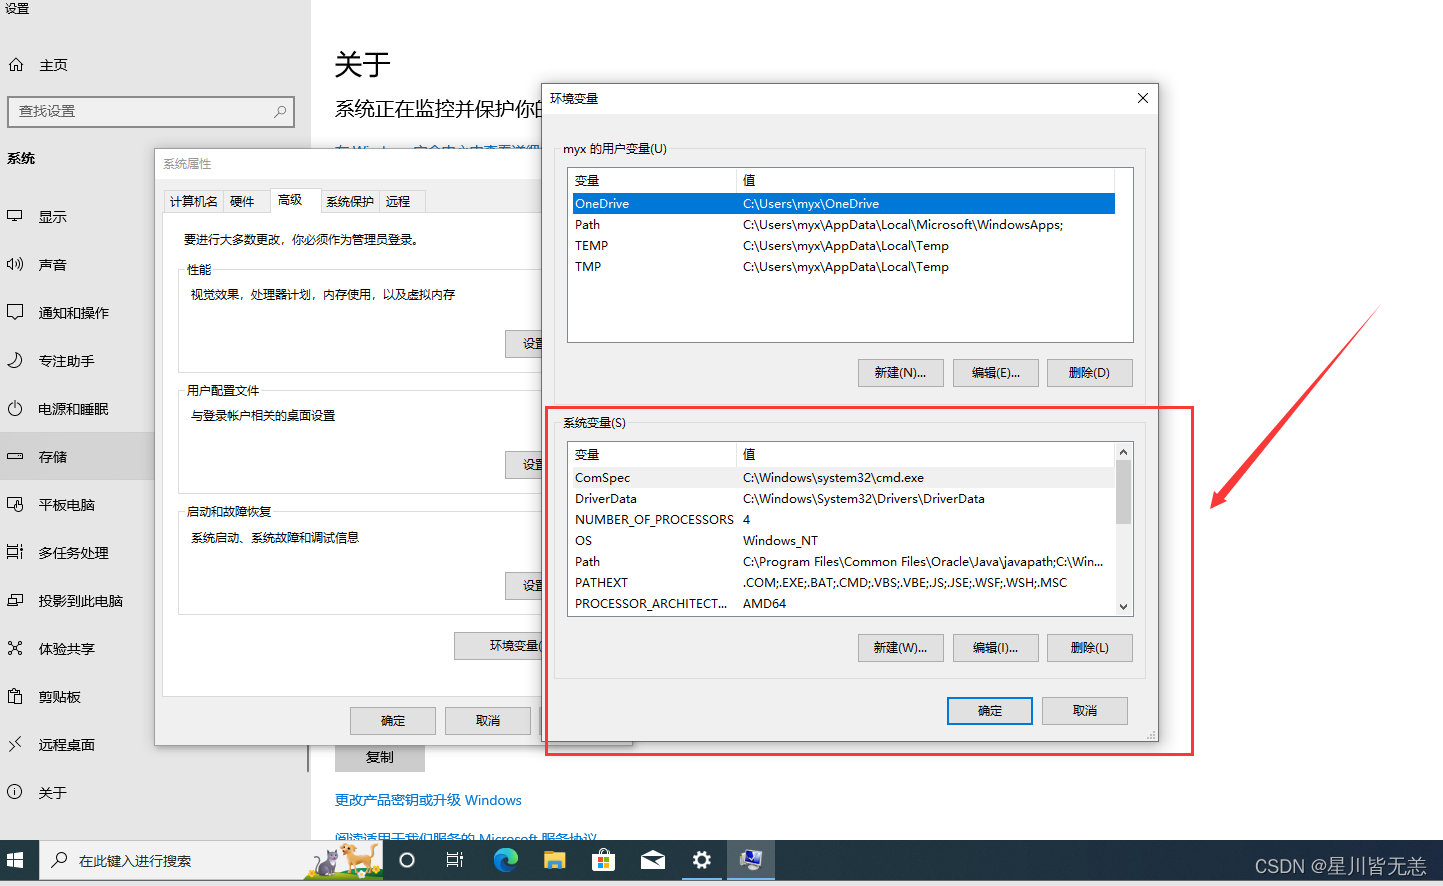 设置
主页
查找设置
系统
显示
声音
通知和操作
专注助手
电源和睡眠
存储
平板电脑
多任务处理
投影到此电脑
体验共享
剪贴板
远程桌面
关于
关于
系统正在监控并保护你的
系统属性
计算机名 硬件 高级 系统保护 远程
要进行大多数更改，你必须作为管理员登录。
性能
视觉效果，处理器计划，内存使用，以及虚拟内存
设置
用户配置文件
与登录帐户相关的桌面设置
设置
启动和故障恢复
系统启动、系统故障和调试信息
设置
环境变量(
确定 取消
环境变量
myx 的用户变量(U)
变量 值
OneDrive C:\Users\myx\OneDrive
Path C:\Users\myx\AppData\Local\Microsoft\WindowsApps;
TEMP C:\Users\myx\AppData\Local\Temp
TMP C:\Users\myx\AppData\Local\Temp
新建(N)... 编辑(E)... 删除(D)
系统变量(S)
变量 值
ComSpec C:\Windows\system32\cmd.exe
DriverData C:\Windows\System32\Drivers\DriverData
NUMBER_OF_PROCESSORS 4
OS Windows_NT
Path C:\Program Files\Common Files\Oracle\Java\javapath;C:\Win...
PATHEXT .COM;.EXE;.BAT;.CMD;.VBS;.VBE;.JS;.JSE;.WSF;.WSH;.MSC
PROCESSOR_ARCHITECT... AMD64
新建(W)... 编辑(I)... 删除(L)
确定 取消
复制
更改产品密钥或升级 Windows
阅读适用于我们服务的 Microsoft 服务协议
在此键入进行搜索
CSDN @星川皆无恙